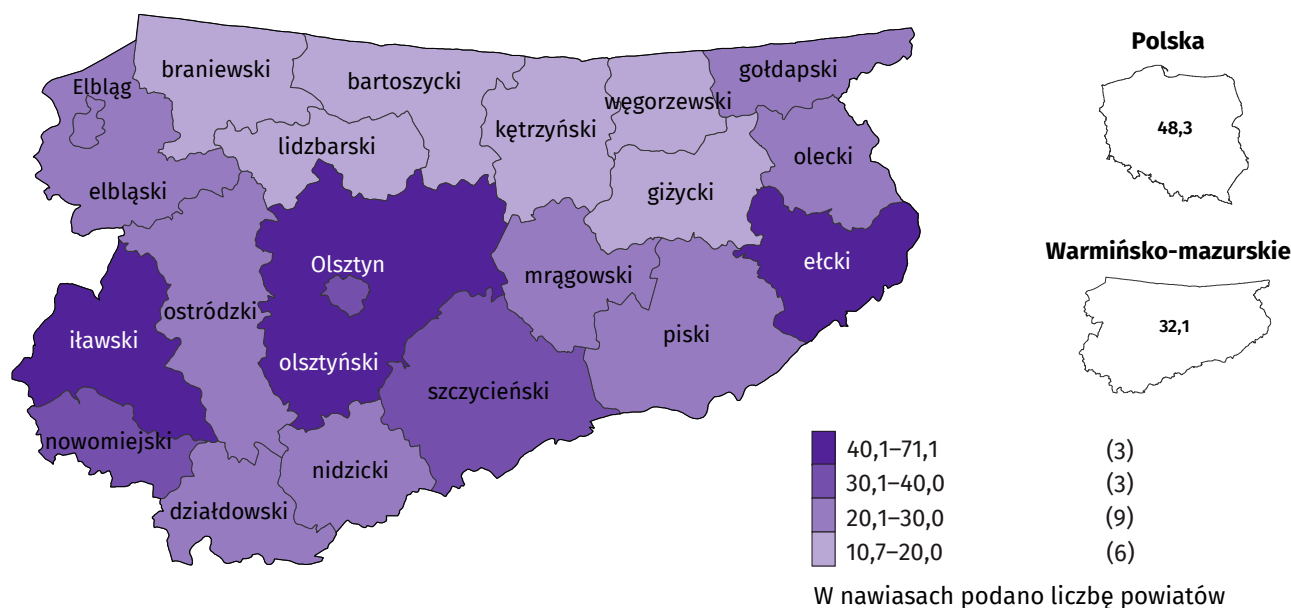 braniewski
bartoszycki
gołdapski
Elbląg
węgorzewski
kętrzyński
lidzbarski
olecki
elbląski
giżycki
Olsztyn
mrągowski
ełcki
ostródzki
iławski
olsztyński
piski
szczycieński
nowomiejski
nidzicki
działdowski
Polska
48,3
Warmińsko-mazurskie
32,1
40,1–71,1 (3)
30,1–40,0 (3)
20,1–30,0 (9)
10,7–20,0 (6)
W nawiasach podano liczbę powiatów